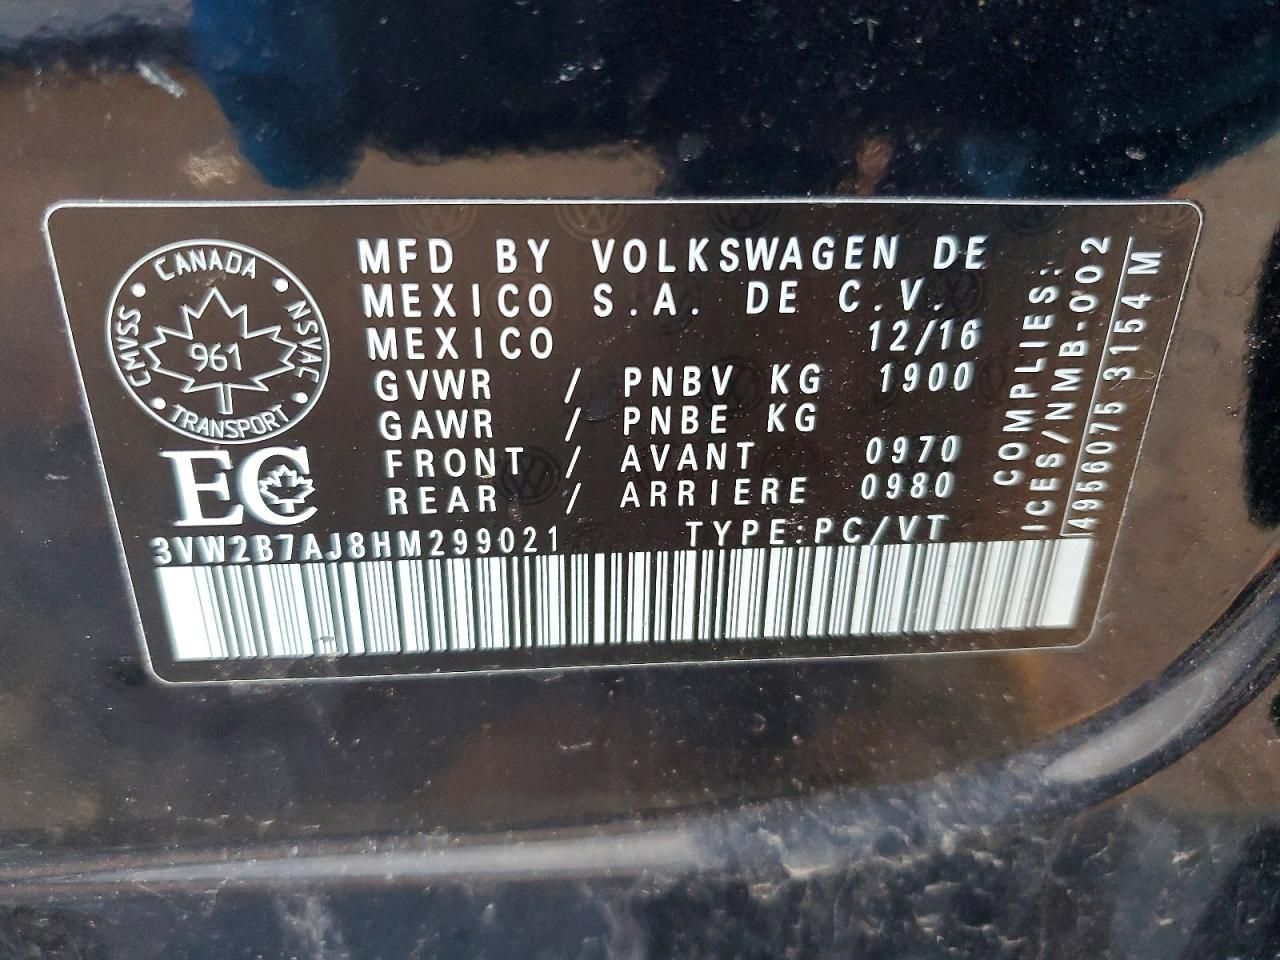 CANADA
CMVSS
NSVAC
961
TRANSPORT
EC
MFD BY VOLKSWAGEN DE
MEXICO S.A. DE C.V.
MEXICO 12/16
GVWR / PNBV KG 1900
GAWR / PNBE KG
FRONT / AVANT 0970
REAR / ARRIERE 0980
3VW2B7AJ8HM299021 TYPE:PC/VT
COMPLIES:
ICES/NMB-002
4956075 3154 M